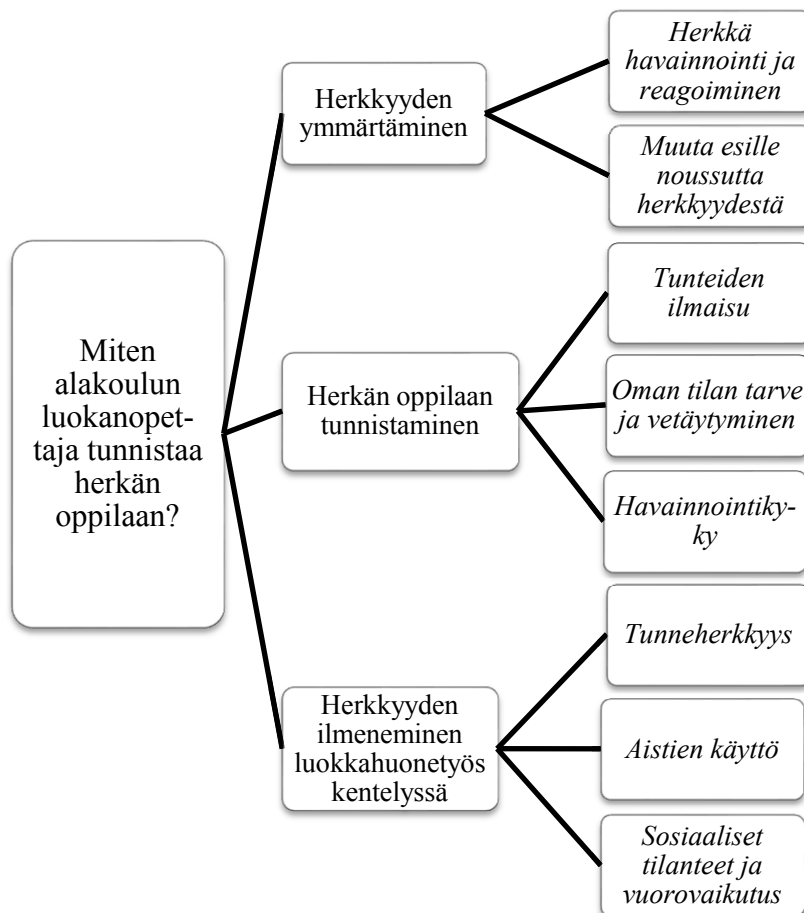 Miten
alakoulun
luokanopet-
taja tunnistaa
herkän
oppilaan?
Herkkyyden
ymmärtäminen
Herkkä
havainnointi ja
reagoiminen
Muuta esille
noussutta
herkkyydestä
Herkän oppilaan
tunnistaminen
Tunteiden
ilmaisu
Oman tilan tarve
ja vetäytyminen
Havainnointiky-
ky
Herkkyyden
ilmeneminen
luokkahuonetyös
kentelyssä
Tunneherkkyys
Aistien käyttö
Sosiaaliset
tilanteet ja
vuorovaikutus